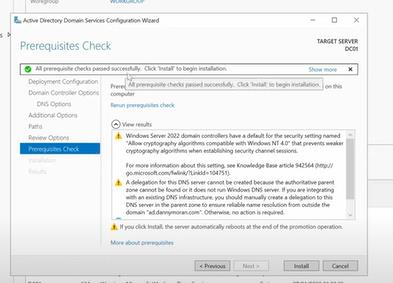 Workgroup
WORKGROUP
Active Directory Domain Services Configuration Wizard
Prerequisites Check
TARGET SERVER
DC01
All prerequisite checks passed successfully. Click 'Install' to begin installation.
Show more
All prerequisite checks passed successfully. Click 'Install' to begin installation.
on this
computer
Rerun prerequisites check
Deployment Configuration
Domain Controller Options
DNS Options
Additional Options
Paths
Review Options
Prerequisites Check
Installation
Results
View results
Windows Server 2022 domain controllers have a default for the security setting named
"Allow cryptography algorithms compatible with Windows NT 4.0" that prevents weaker
cryptography algorithms when establishing security channel sessions.
For more information about this setting, see Knowledge Base article 942564 (http://
go.microsoft.com/fwlink/?LinkId=104751).
A delegation for this DNS server cannot be created because the authoritative parent
zone cannot be found or it does not run Windows DNS server. If you are integrating
with an existing DNS infrastructure, you should manually create a delegation to this
DNS server in the parent zone to ensure reliable name resolution from outside the
domain "ad.dannymoran.com". Otherwise, no action is required.
If you click Install, the server automatically reboots at the end of the promotion operation.
More about prerequisites
< Previous
Next >
Install
Cancel